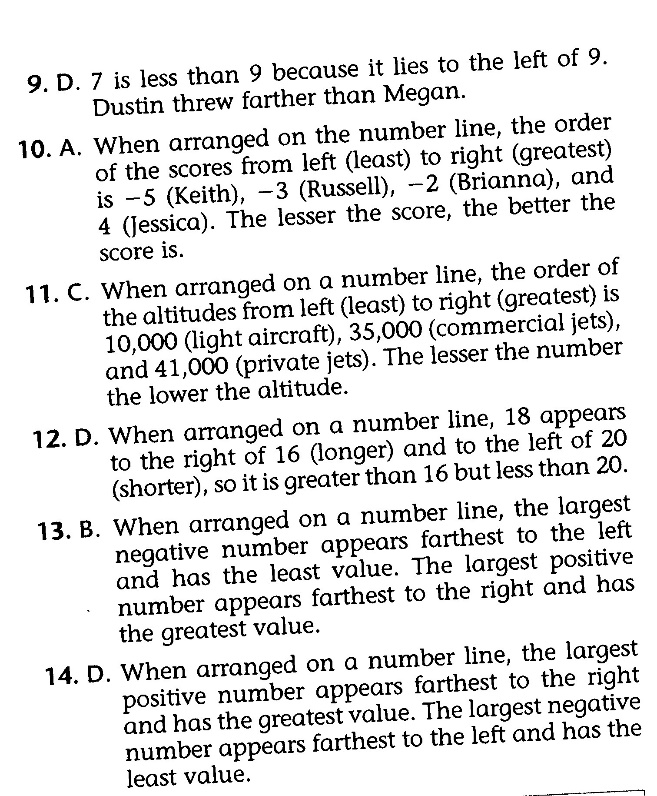 9. D. 7 is less than 9 because it lies to the left of 9.
Dustin threw farther than Megan.
10. A. When arranged on the number line, the order
of the scores from left (least) to right (greatest)
is −5 (Keith), −3 (Russell), −2 (Brianna), and
4 (Jessica). The lesser the score, the better the
score is.
11. C. When arranged on a number line, the order of
the altitudes from left (least) to right (greatest) is
10,000 (light aircraft), 35,000 (commercial jets),
and 41,000 (private jets). The lesser the number
the lower the altitude.
12. D. When arranged on a number line, 18 appears
to the right of 16 (longer) and to the left of 20
(shorter), so it is greater than 16 but less than 20.
13. B. When arranged on a number line, the largest
negative number appears farthest to the left
and has the least value. The largest positive
number appears farthest to the right and has
the greatest value.
14. D. When arranged on a number line, the largest
positive number appears farthest to the right
and has the greatest value. The largest negative
number appears farthest to the left and has the
least value.